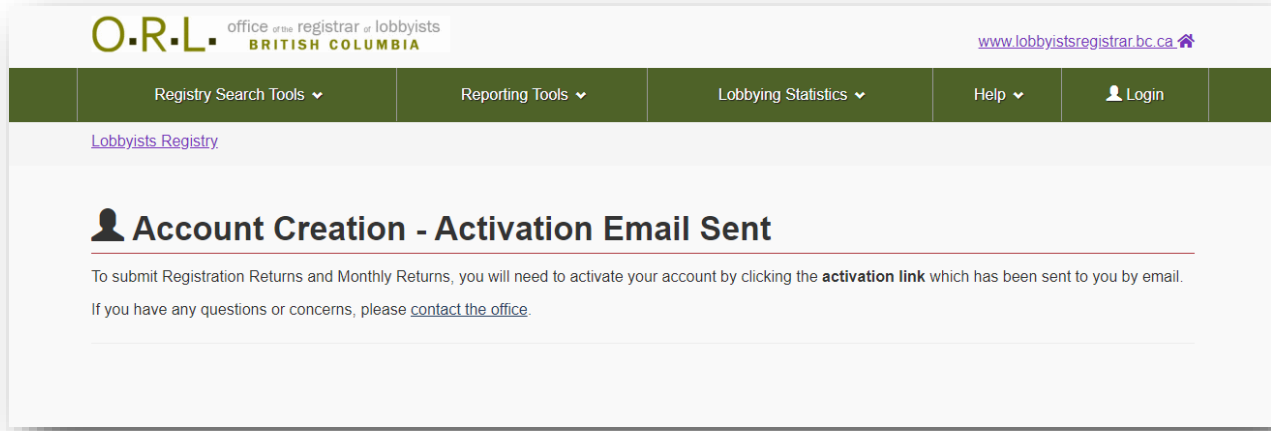 O.R.L. office of the registrar of lobbyists
BRITISH COLUMBIA
www.lobbyistsregistrar.bc.ca
Registry Search Tools Reporting Tools Lobbying Statistics Help Login
Lobbyists Registry
Account Creation - Activation Email Sent
To submit Registration Returns and Monthly Returns, you will need to activate your account by clicking the activation link which has been sent to you by email.
If you have any questions or concerns, please contact the office.